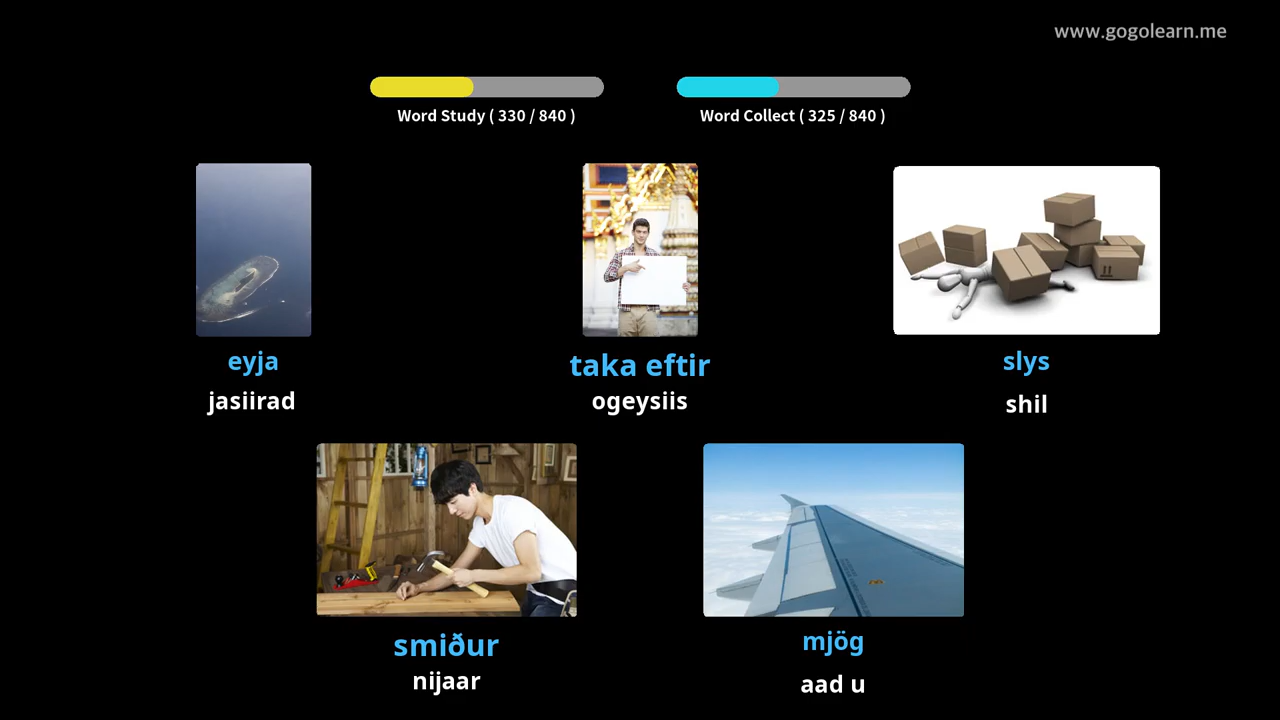 www.gogolearn.me
Word Study ( 330 / 840 )
Word Collect ( 325 / 840 )
eyja
jasiirad
taka eftir
ogeysiis
slys
shil
smiður
nijaar
mjög
aad u